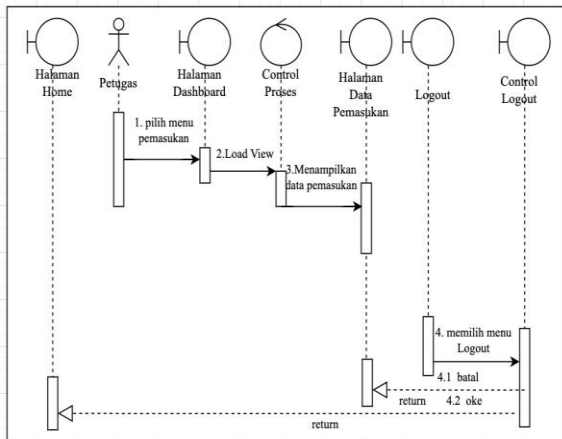 Halaman
Home
Petugas
Halaman
Dashboard
Control
Proses
Halaman
Data
Pemasukan
Logout
Control
Logout
1. pilih menu
pemasukan
2.Load View
3.Menampilkan
data pemasukan
4. memilih menu
Logout
4.1 batal
return 4.2 oke
return